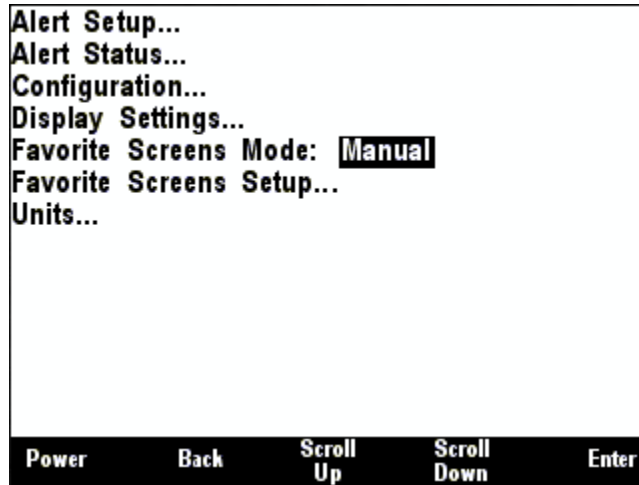 Alert Setup...
Alert Status...
Configuration...
Display Settings...
Favorite Screens Mode: Manual
Favorite Screens Setup...
Units...
Power Back Scroll Up Scroll Down Enter